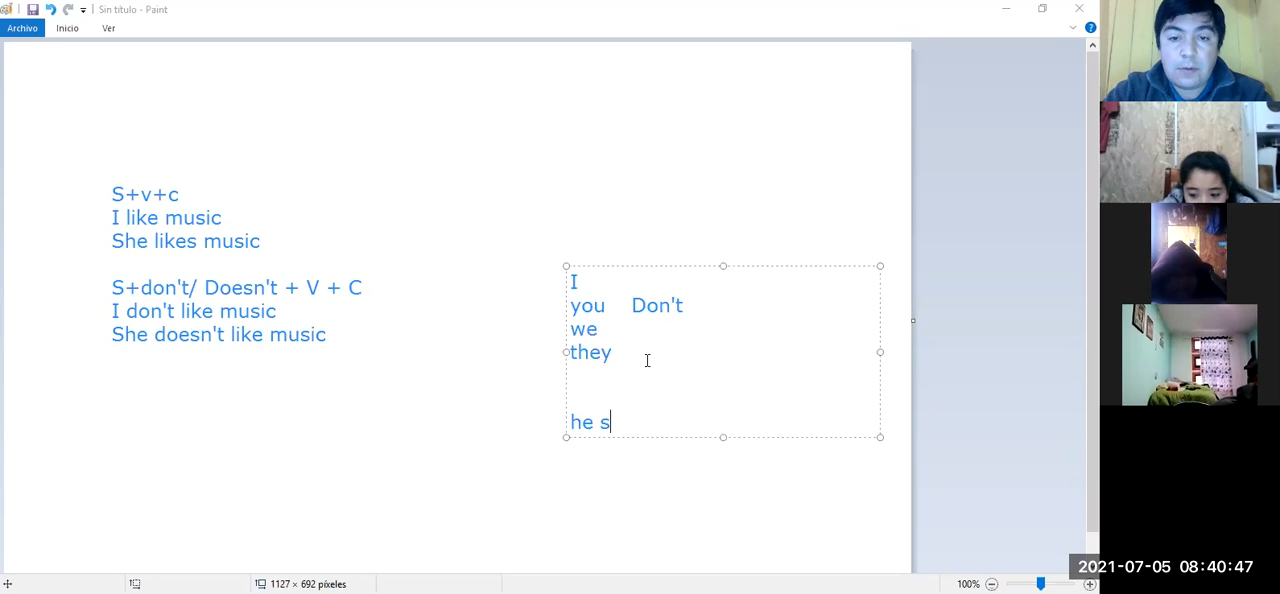 Sin título - Paint
Archivo Inicio Ver
S+v+c
I like music
She likes music
S+don't/ Doesn't + V + C
I don't like music
She doesn't like music
I
you Don't
we
they
he s
1127 × 692 píxeles
100%
2021-07-05 08:40:47